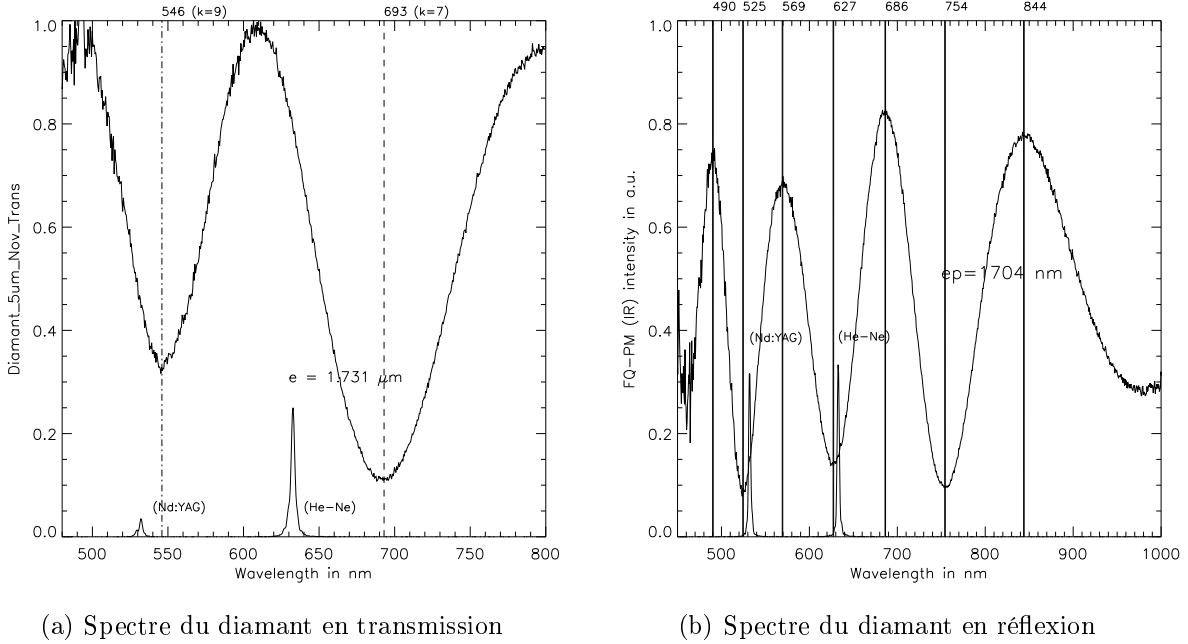 546 (k=9) 693 (k=7)
1.0
0.8
0.6
0.4
0.2
0.0
Diamant_5um_Nov_Trans
e = 1.731 μm
(Nd:YAG) (He-Ne)
500 550 600 650 700 750 800
Wavelength in nm
(a) Spectre du diamant en transmission
490 525 569 627 686 754 844
1.0
0.8
0.6
0.4
0.2
0.0
FQ-PM (IR) intensity in a.u.
ep=1704 nm
(Nd:YAG) (He-Ne)
500 600 700 800 900 1000
Wavelength in nm
(b) Spectre du diamant en réflexion